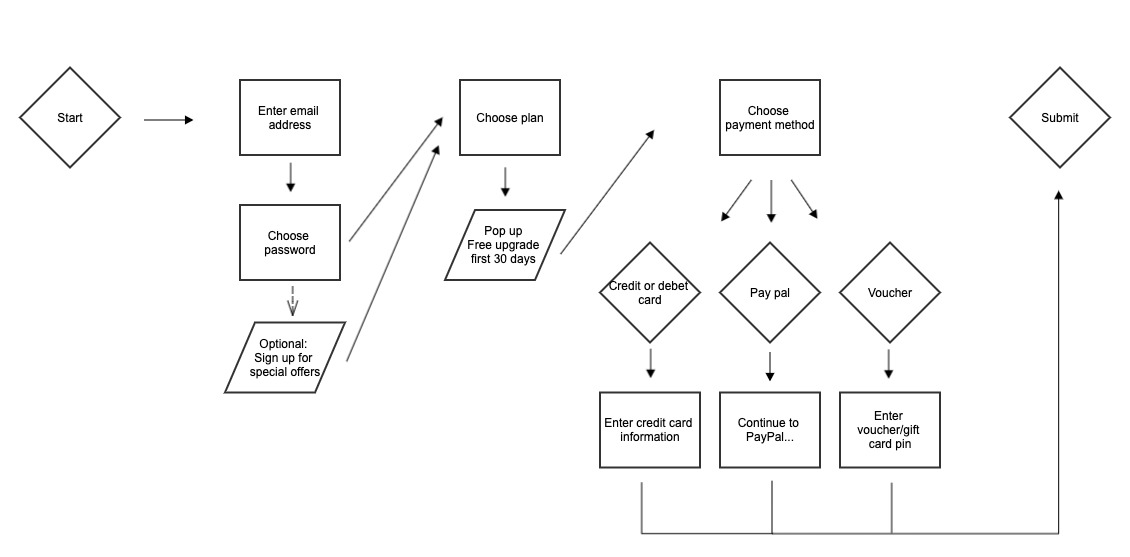 Start
Enter email
address
Choose
password
Optional:
Sign up for
special offers
Choose plan
Pop up
Free upgrade
first 30 days
Choose
payment method
Credit or debet
card
Pay pal
Voucher
Enter credit card
information
Continue to
PayPal...
Enter
voucher/gift
card pin
Submit